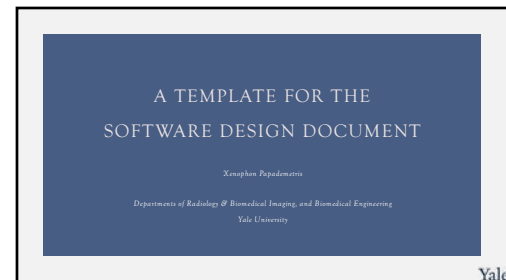 A TEMPLATE FOR THE
SOFTWARE DESIGN DOCUMENT
Xenophon Papademetris
Departments of Radiology & Biomedical Imaging, and Biomedical Engineering
Yale University
Yale